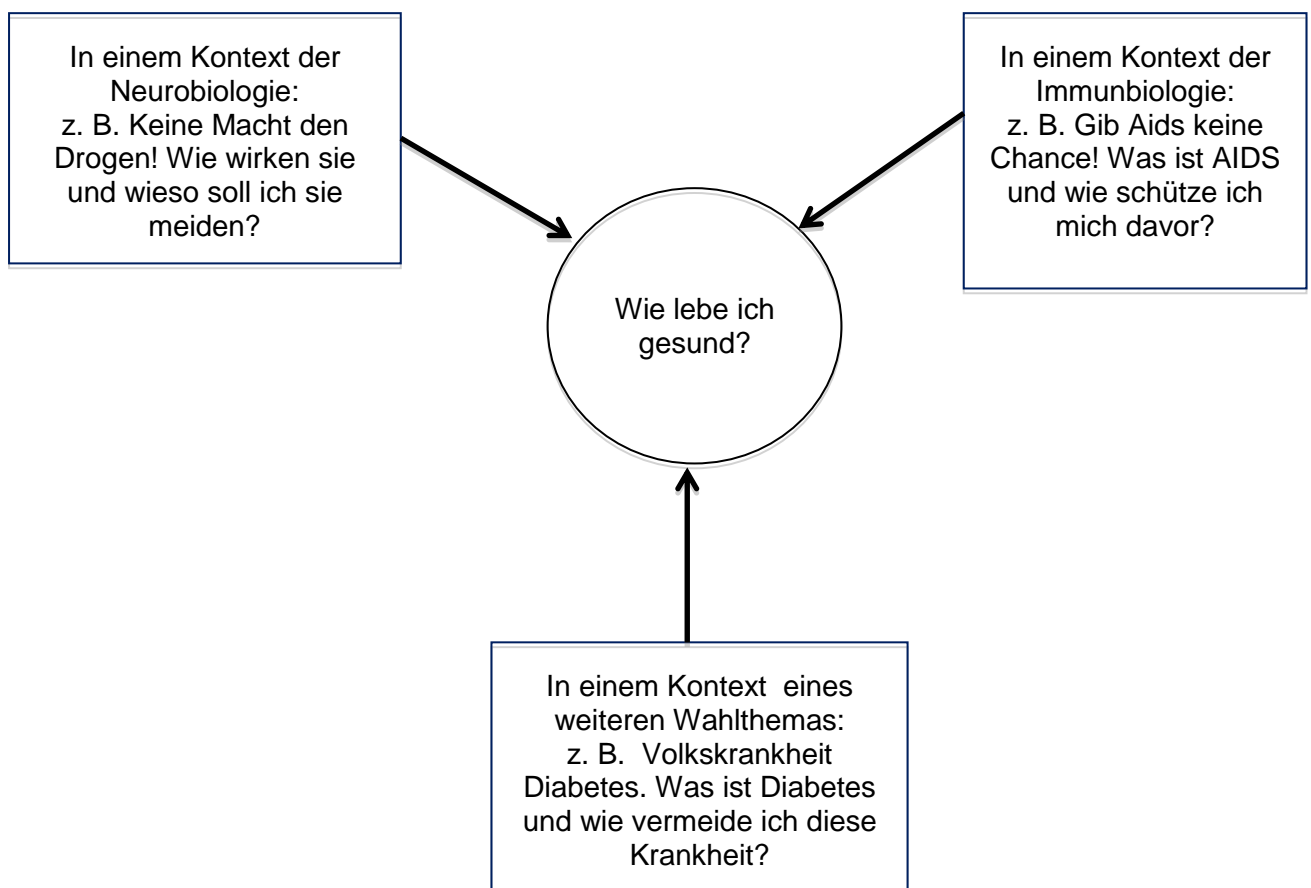 In einem Kontext der
Neurobiologie:
z. B. Keine Macht den
Drogen! Wie wirken sie
und wieso soll ich sie
meiden?
In einem Kontext der
Immunbiologie:
z. B. Gib Aids keine
Chance! Was ist AIDS
und wie schütze ich
mich davor?
Wie lebe ich
gesund?
In einem Kontext eines
weiteren Wahlthemas:
z. B. Volkskrankheit
Diabetes. Was ist Diabetes
und wie vermeide ich diese
Krankheit?